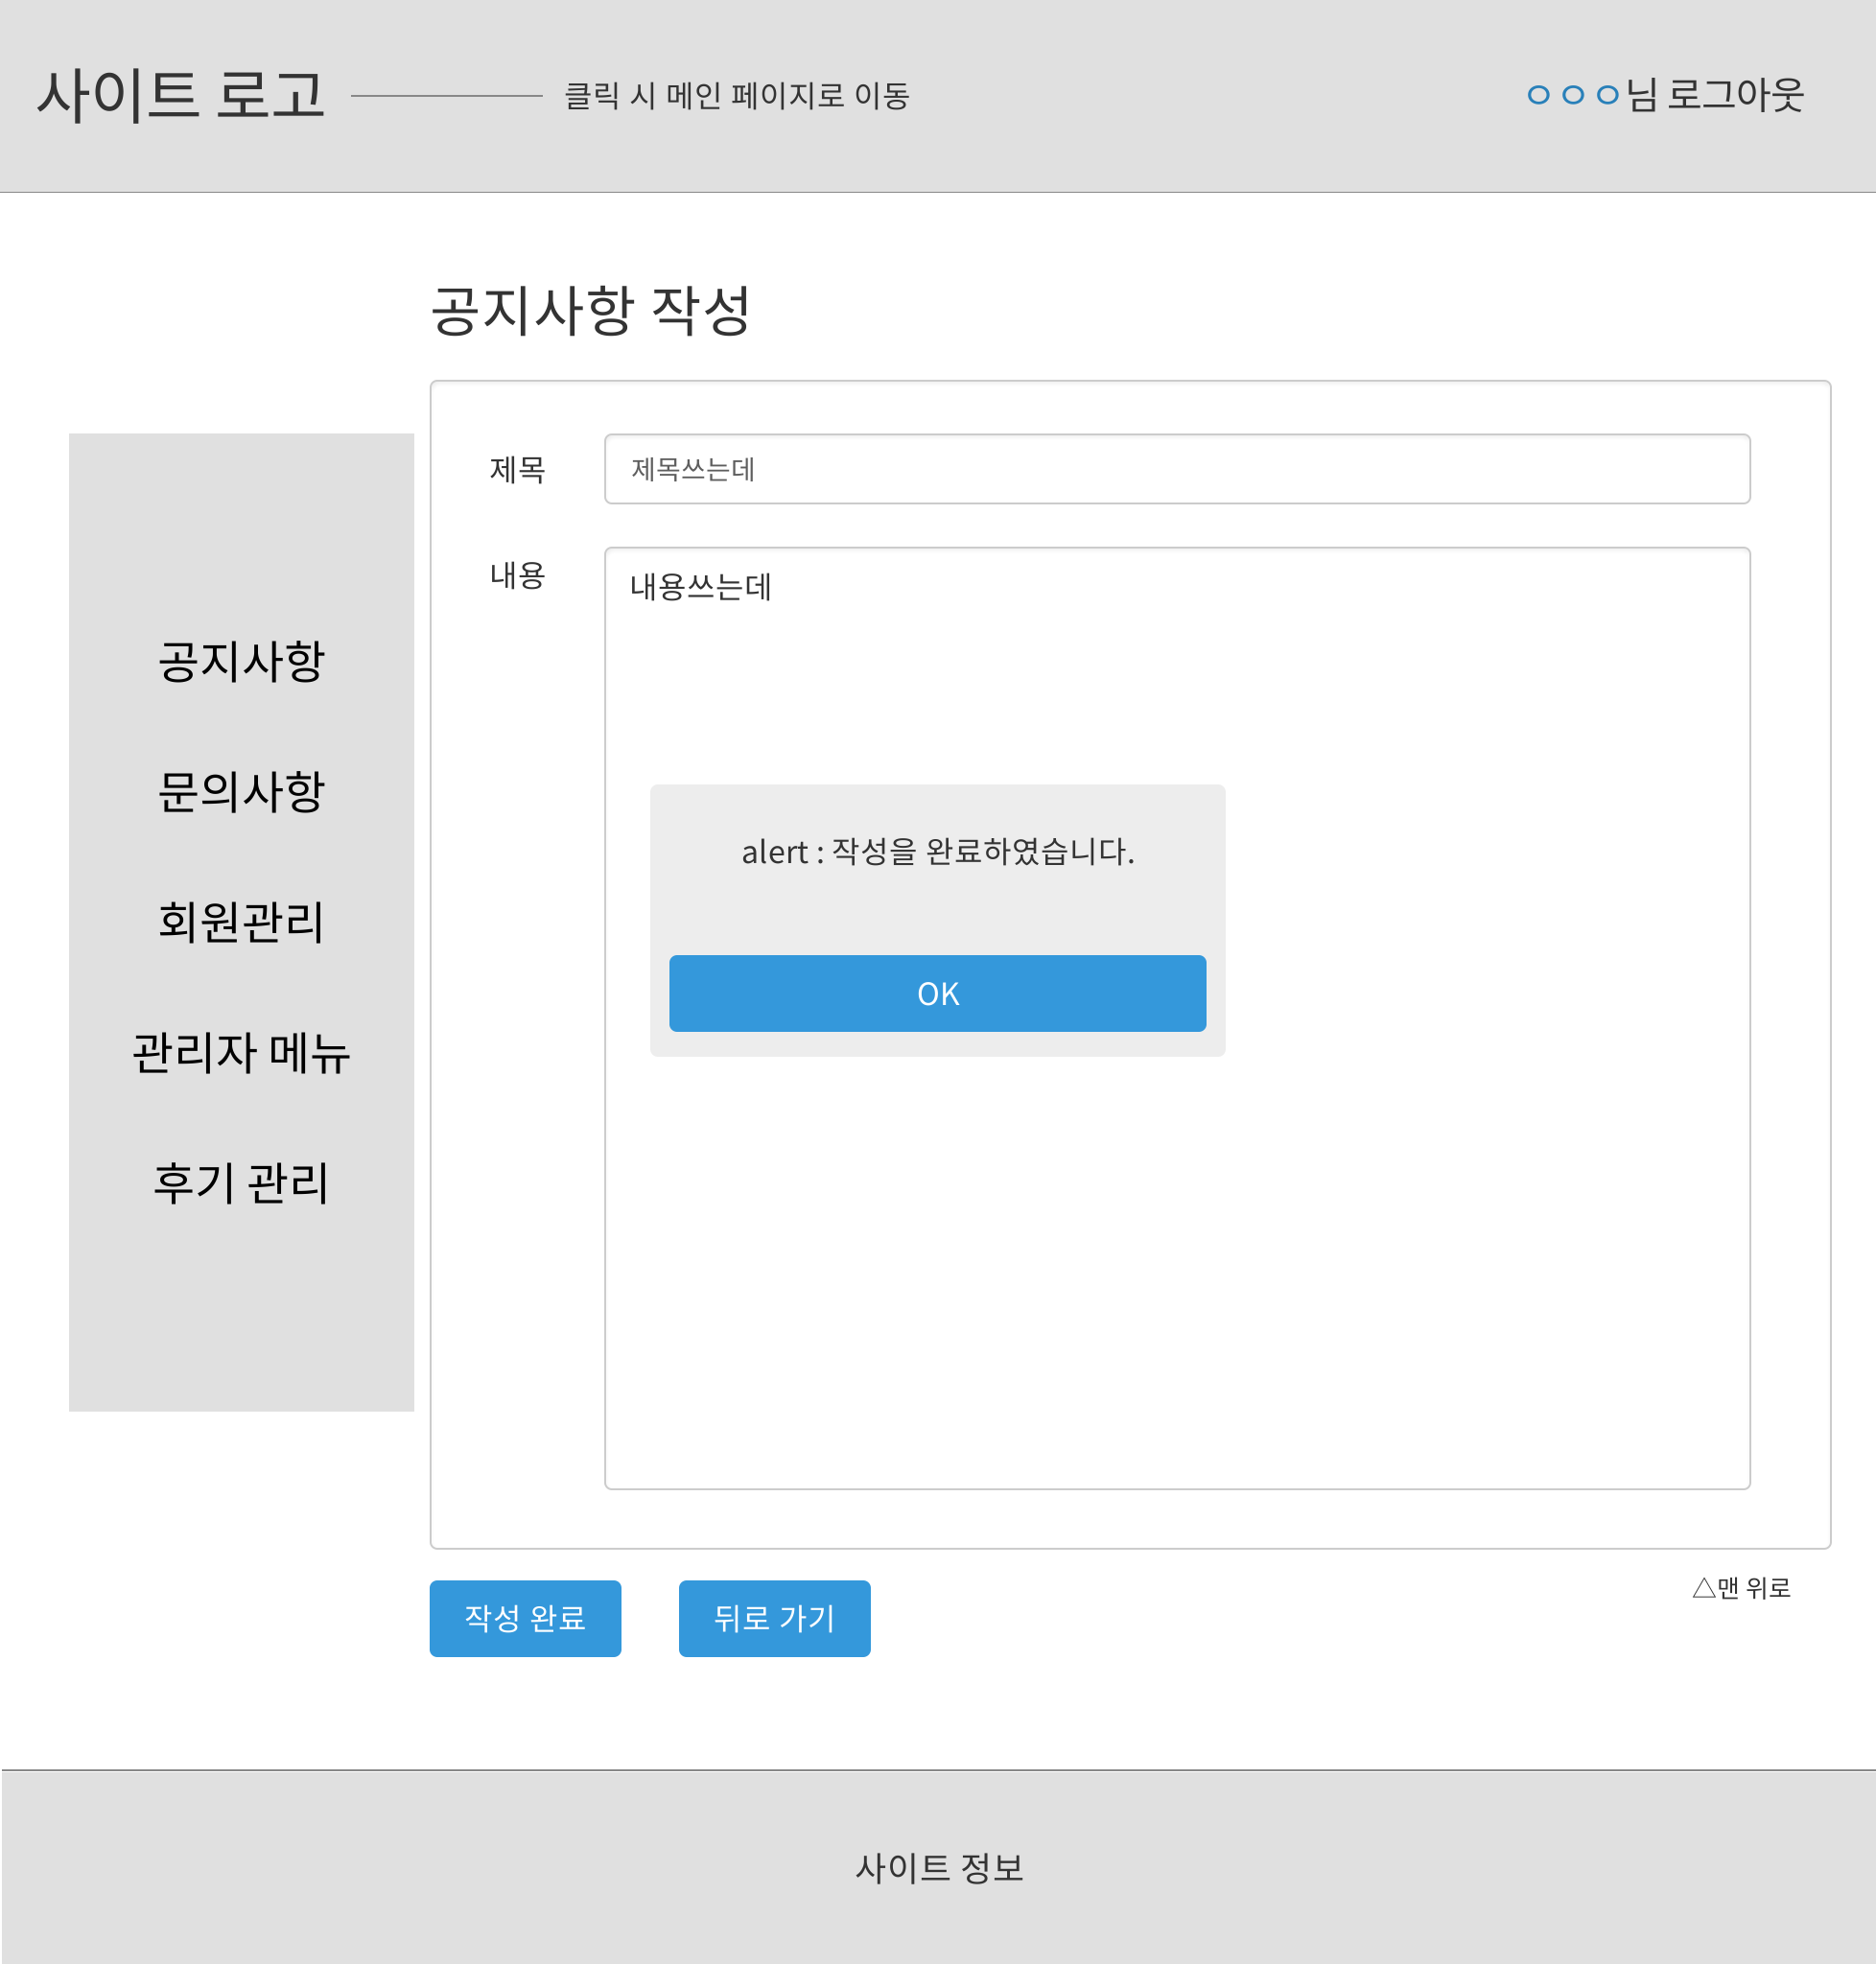 사이트 로고
클릭 시 메인 페이지로 이동
ㅇㅇㅇ님 로그아웃
공지사항 작성
제목
제목쓰는데
내용
내용쓰는데
공지사항
문의사항
회원관리
관리자 메뉴
후기 관리
alert : 작성을 완료하였습니다.
OK
작성 완료
뒤로 가기
△맨 위로
사이트 정보